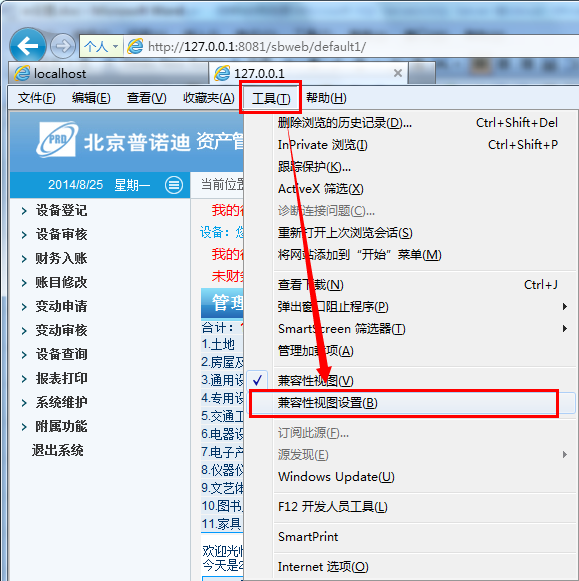 个人 http://127.0.0.1:8081/sbweb/default1/
localhost 127.0.0.1
文件(F) 编辑(E) 查看(V) 收藏夹(A) 工具(T) 帮助(H)
PRD 北京普诺迪 资产管
2014/8/25 星期一
当前位置
设备登记
设备审核
财务入账
账目修改
变动申请
变动审核
设备查询
报表打印
系统维护
附属功能
退出系统
我的
设备：
我的
未财
管理
合计：
1.土地
2.房屋及
3.通用设
4.专用设
5.交通工
6.电器设
7.电子产
8.仪器仪
9.文艺体
10.图书
11.家具
欢迎光临
今天是2
删除浏览的历史记录(D)... Ctrl+Shift+Del
InPrivate 浏览(I) Ctrl+Shift+P
跟踪保护(K)...
ActiveX 筛选(X)
诊断连接问题(C)...
重新打开上次浏览会话(S)
将网站添加到“开始”菜单(M)
查看下载(N) Ctrl+J
弹出窗口阻止程序(P)
SmartScreen 筛选器(T)
管理加载项(A)
兼容性视图(V)
兼容性视图设置(B)
订阅此源(F)...
源发现(E)
Windows Update(U)
F12 开发人员工具(L)
SmartPrint
Internet 选项(O)